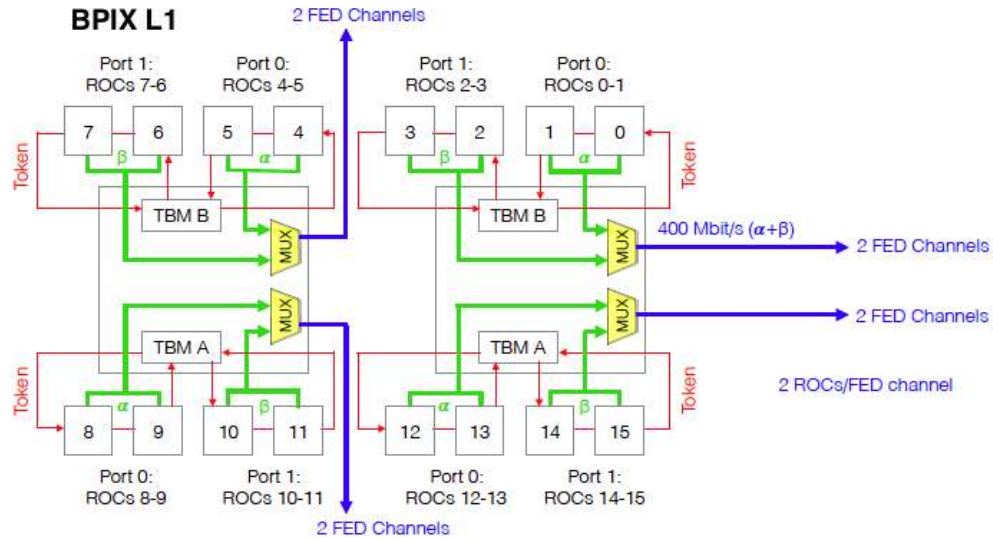 BPIX L1
2 FED Channels
Port 1:
ROCs 7-6
Port 0:
ROCs 4-5
Port 1:
ROCs 2-3
Port 0:
ROCs 0-1
7
6
5
4
3
2
1
0
β
α
β
α
Token
Token
TBM B
TBM B
MUX
MUX
400 Mbit/s (α+β)
2 FED Channels
MUX
MUX
2 FED Channels
TBM A
TBM A
Token
Token
2 ROCs/FED channel
α
β
α
β
8
9
10
11
12
13
14
15
Port 0:
ROCs 8-9
Port 1:
ROCs 10-11
Port 0:
ROCs 12-13
Port 1:
ROCs 14-15
2 FED Channels